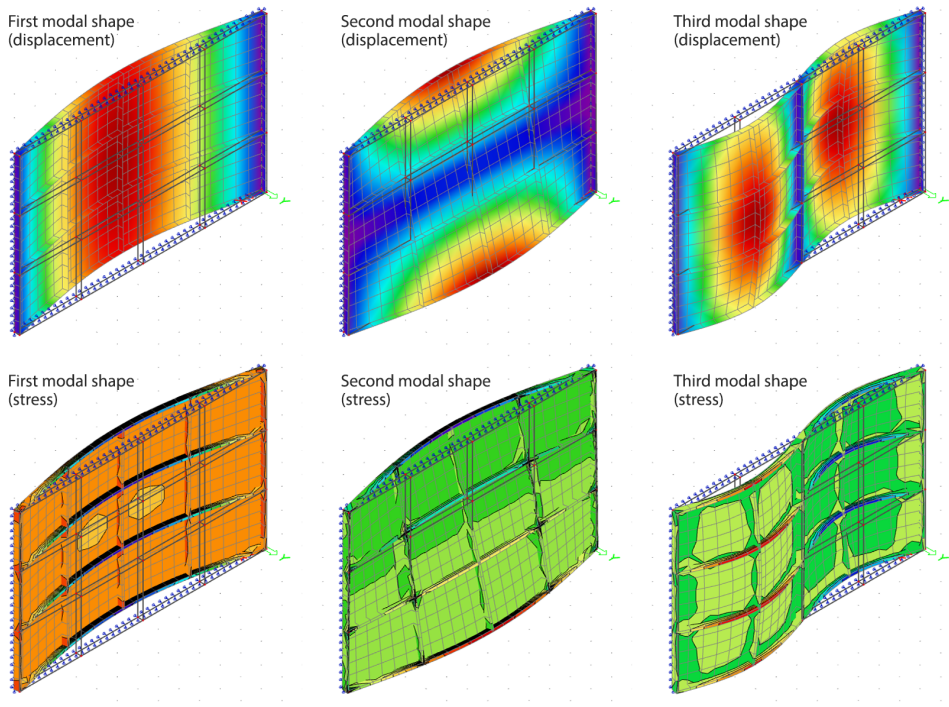 First modal shape
(displacement)
Second modal shape
(displacement)
Third modal shape
(displacement)
First modal shape
(stress)
Second modal shape
(stress)
Third modal shape
(stress)